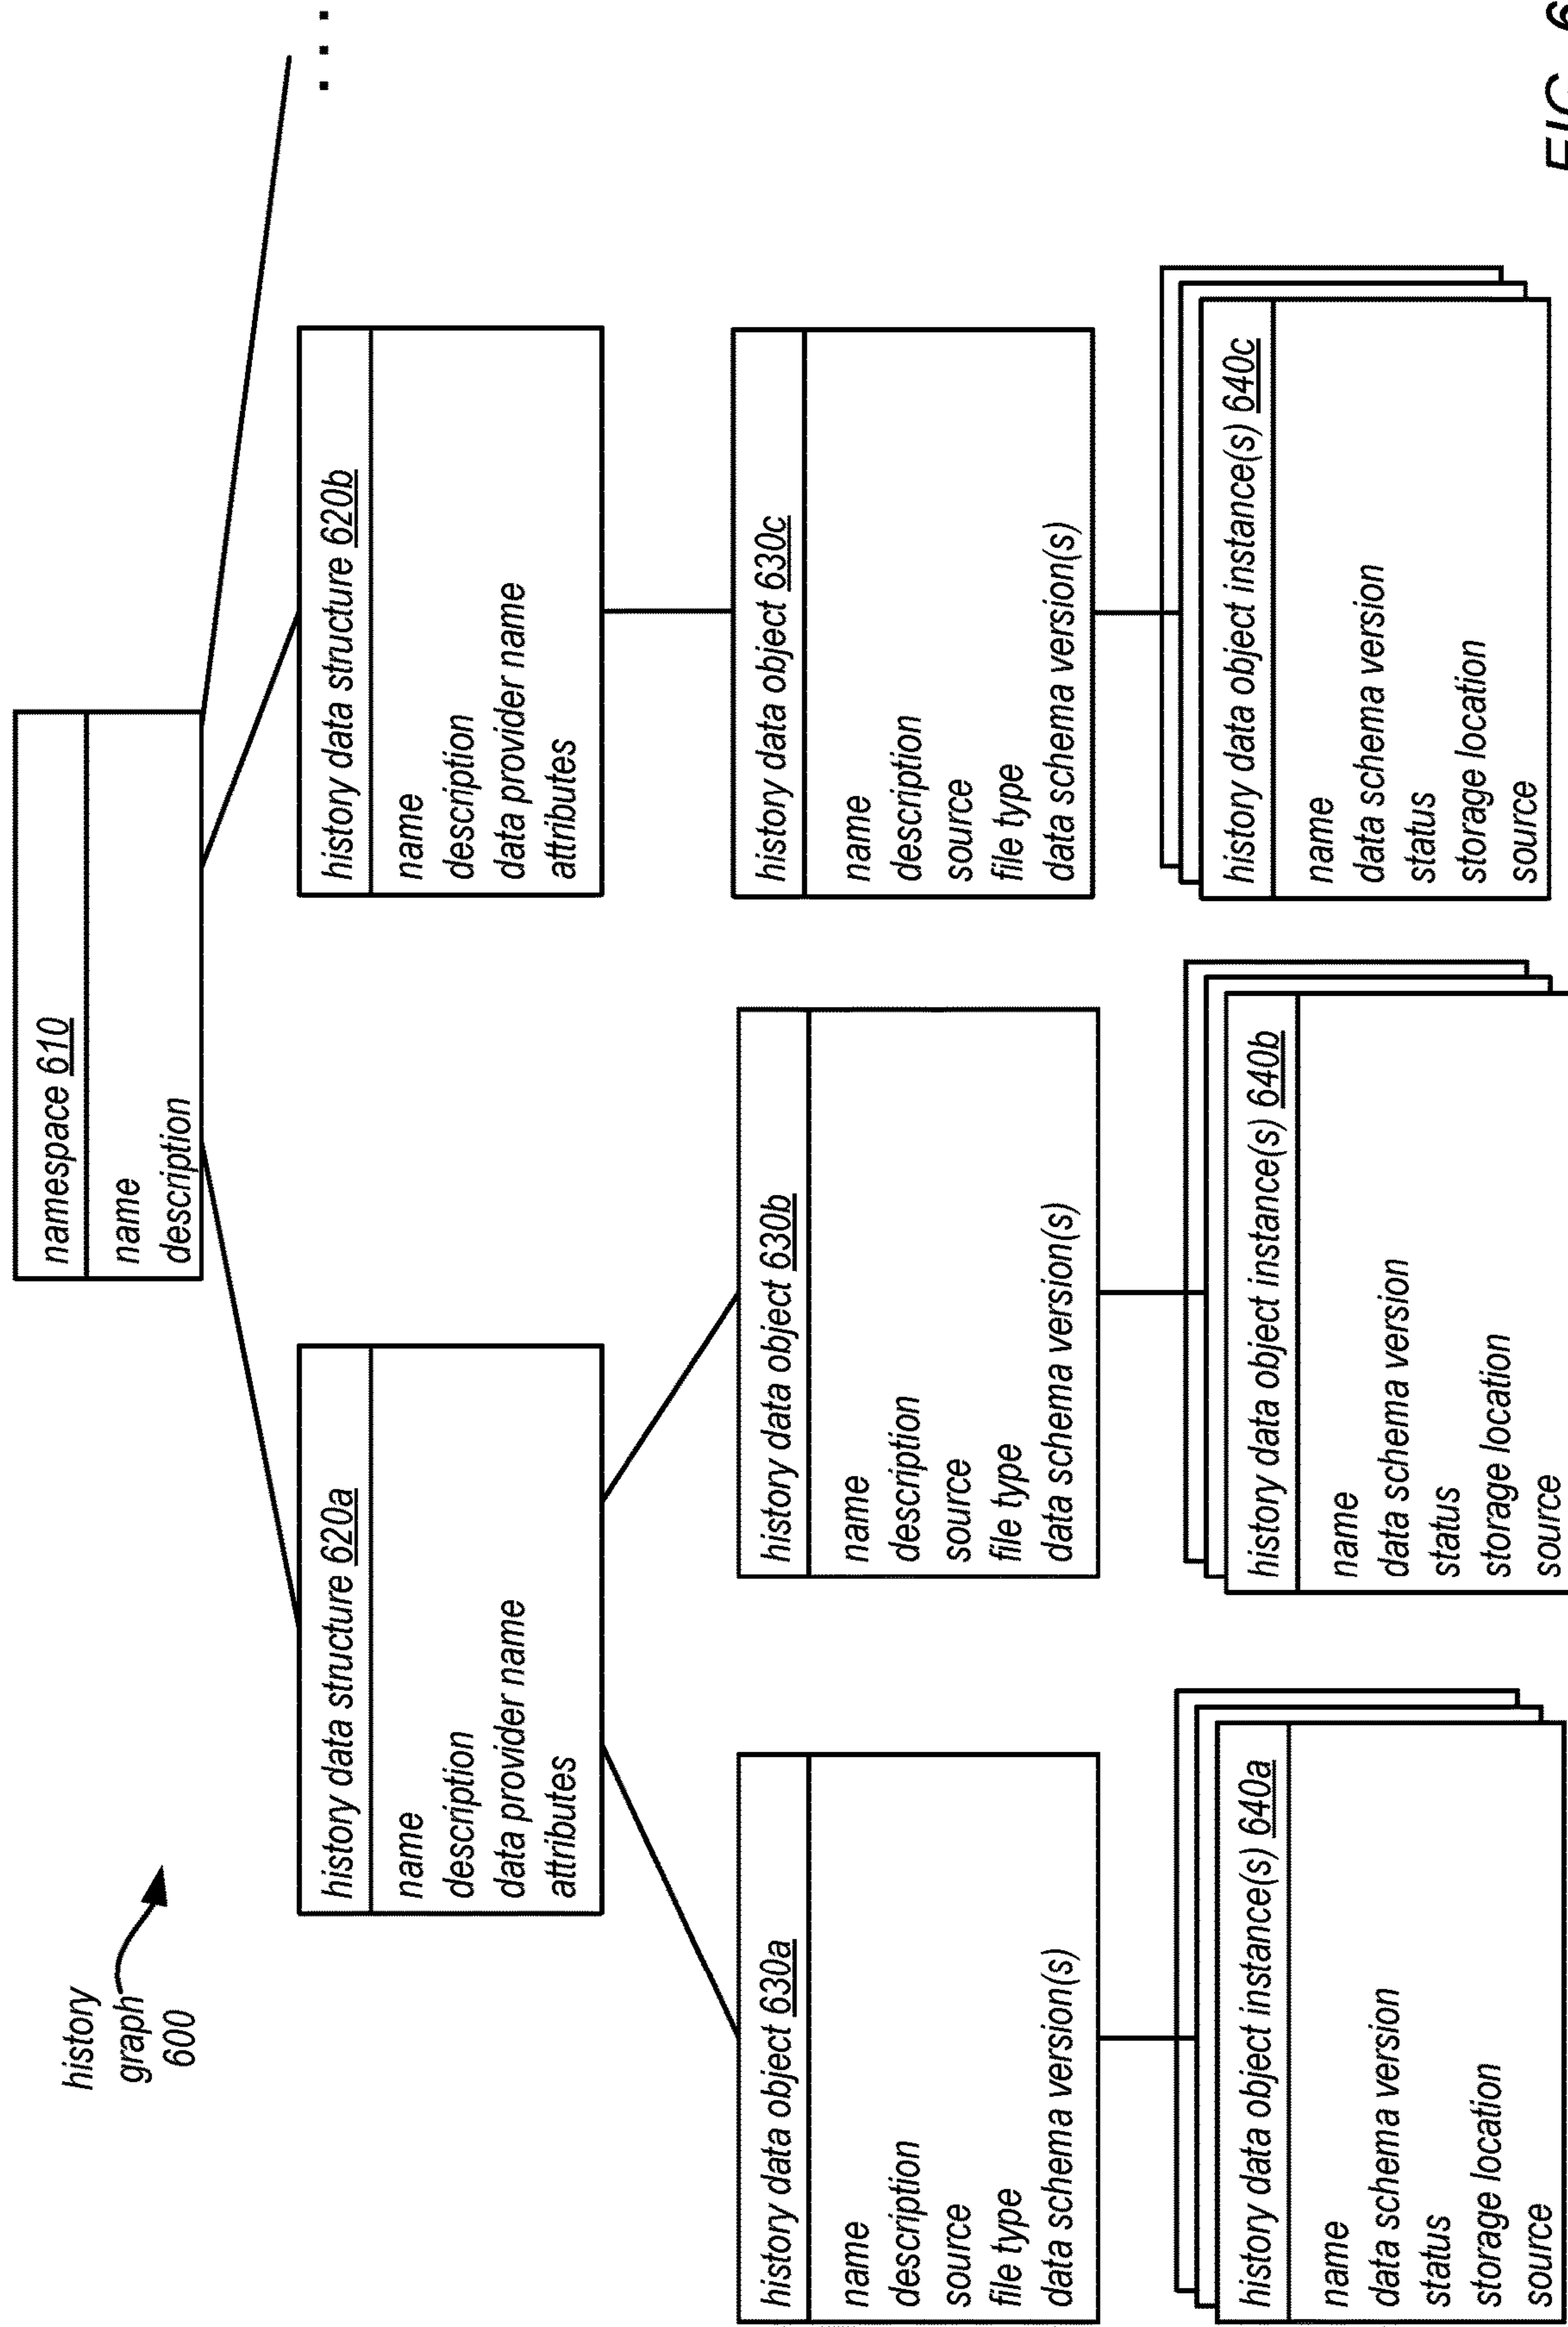 history
graph
600
namespace 610
name
description
history data structure 620a
name
description
data provider name
attributes
history data structure 620b
name
description
data provider name
attributes
. . .
history data object 630a
name
description
source
file type
data schema version(s)
history data object 630b
name
description
source
file type
data schema version(s)
history data object 630c
name
description
source
file type
data schema version(s)
history data object instance(s) 640a
name
data schema version
status
storage location
source
history data object instance(s) 640b
name
data schema version
status
storage location
source
history data object instance(s) 640c
name
data schema version
status
storage location
source
FIG. 6